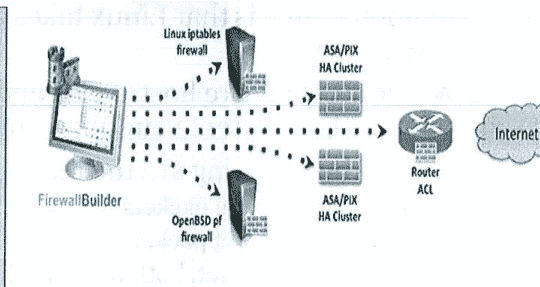 Linux iptables
firewall
ASA/PIX
HA Cluster
Internet
Router
ACL
FirewallBuilder
OpenBSD pf
firewall
ASA/PIX
HA Cluster